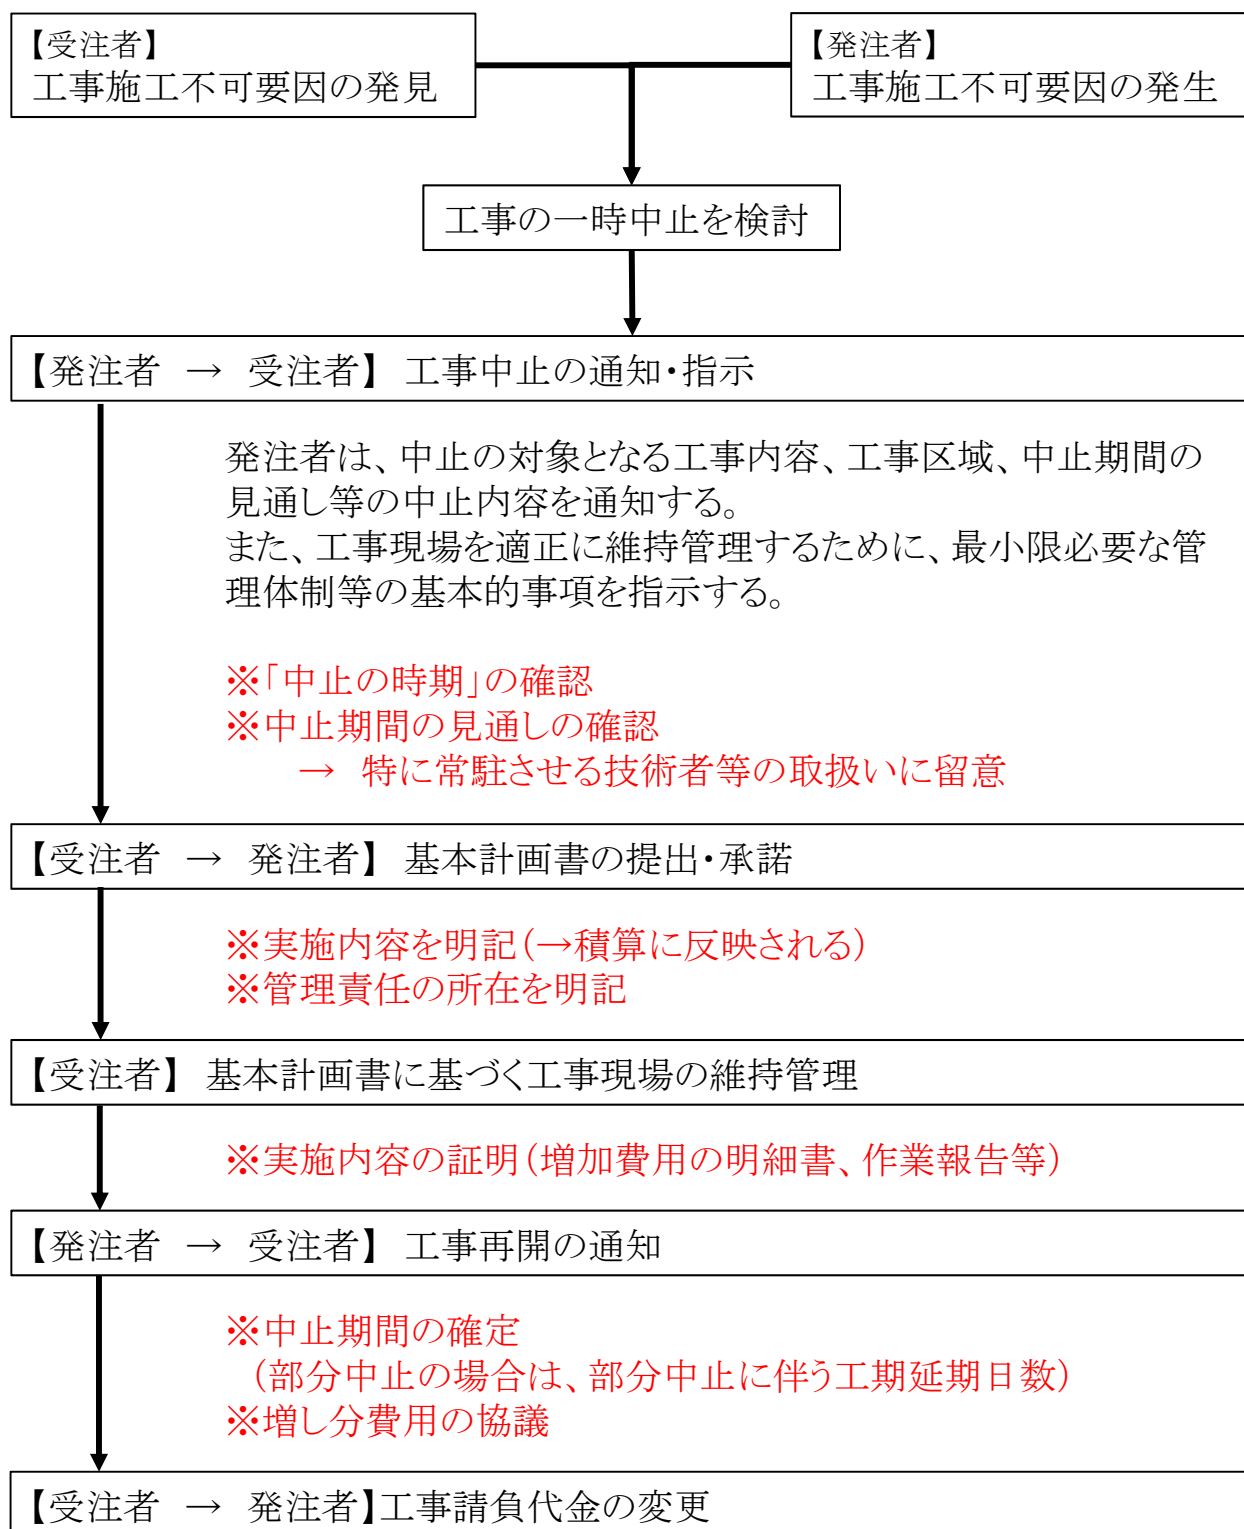 【受注者】
工事施工不可要因の発見
【発注者】
工事施工不可要因の発生
工事の一時中止を検討
【発注者 → 受注者】 工事中止の通知・指示
発注者は、中止の対象となる工事内容、工事区域、中止期間の
見通し等の中止内容を通知する。
また、工事現場を適正に維持管理するために、最小限必要な管
理体制等の基本的事項を指示する。
※「中止の時期」の確認
※中止期間の見通しの確認
→ 特に常駐させる技術者等の取扱いに留意
【受注者 → 発注者】 基本計画書の提出・承諾
※実施内容を明記（→積算に反映される）
※管理責任の所在を明記
【受注者】 基本計画書に基づく工事現場の維持管理
※実施内容の証明（増加費用の明細書、作業報告等）
【発注者 → 受注者】 工事再開の通知
※中止期間の確定
（部分中止の場合は、部分中止に伴う工期延期日数）
※増し分費用の協議
【受注者 → 発注者】工事請負代金の変更